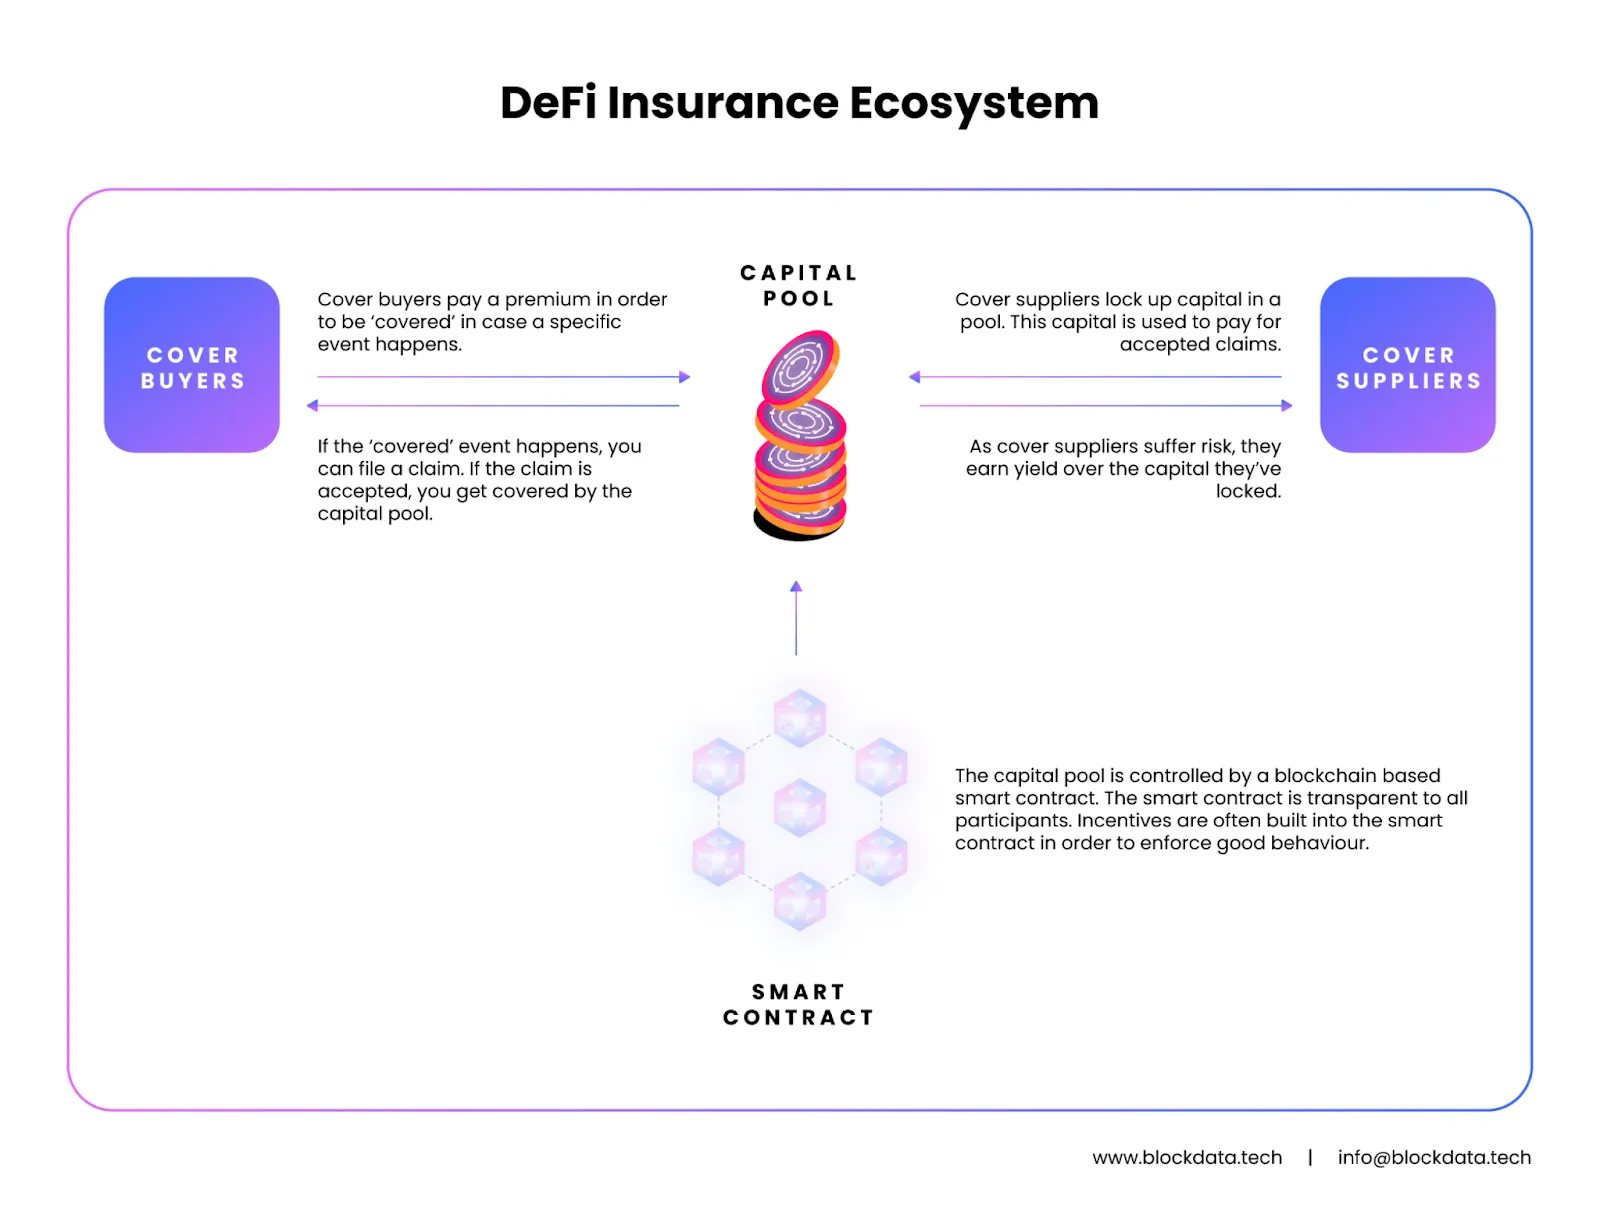 DeFi Insurance Ecosystem
COVER
BUYERS
Cover buyers pay a premium in order
to be ‘covered’ in case a specific
event happens.
If the ‘covered’ event happens, you
can file a claim. If the claim is
accepted, you get covered by the
capital pool.
CAPITAL
POOL
Cover suppliers lock up capital in a
pool. This capital is used to pay for
accepted claims.
As cover suppliers suffer risk, they
earn yield over the capital they’ve
locked.
COVER
SUPPLIERS
The capital pool is controlled by a blockchain based
smart contract. The smart contract is transparent to all
participants. Incentives are often built into the smart
contract in order to enforce good behaviour.
SMART
CONTRACT
www.blockdata.tech | info@blockdata.tech